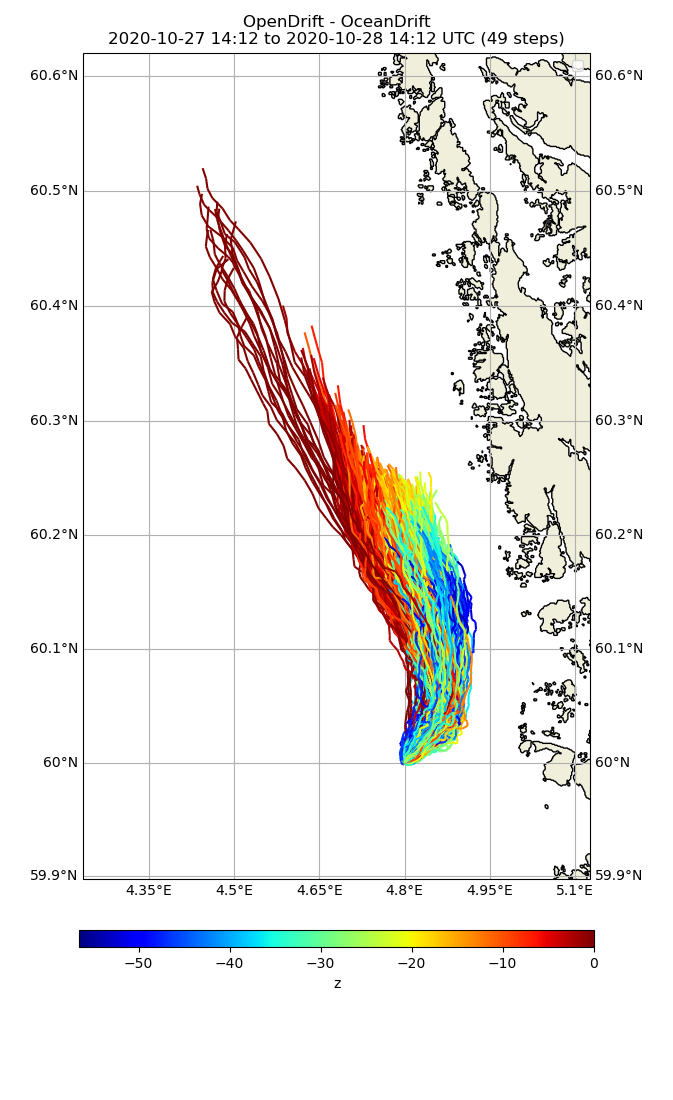 OpenDrift - OceanDrift
2020-10-27 14:12 to 2020-10-28 14:12 UTC (49 steps)
60.6°N 60.6°N
60.5°N 60.5°N
60.4°N 60.4°N
60.3°N 60.3°N
60.2°N 60.2°N
60.1°N 60.1°N
60°N 60°N
59.9°N 59.9°N
4.35°E 4.5°E 4.65°E 4.8°E 4.95°E 5.1°E
−50 −40 −30 −20 −10 0
z